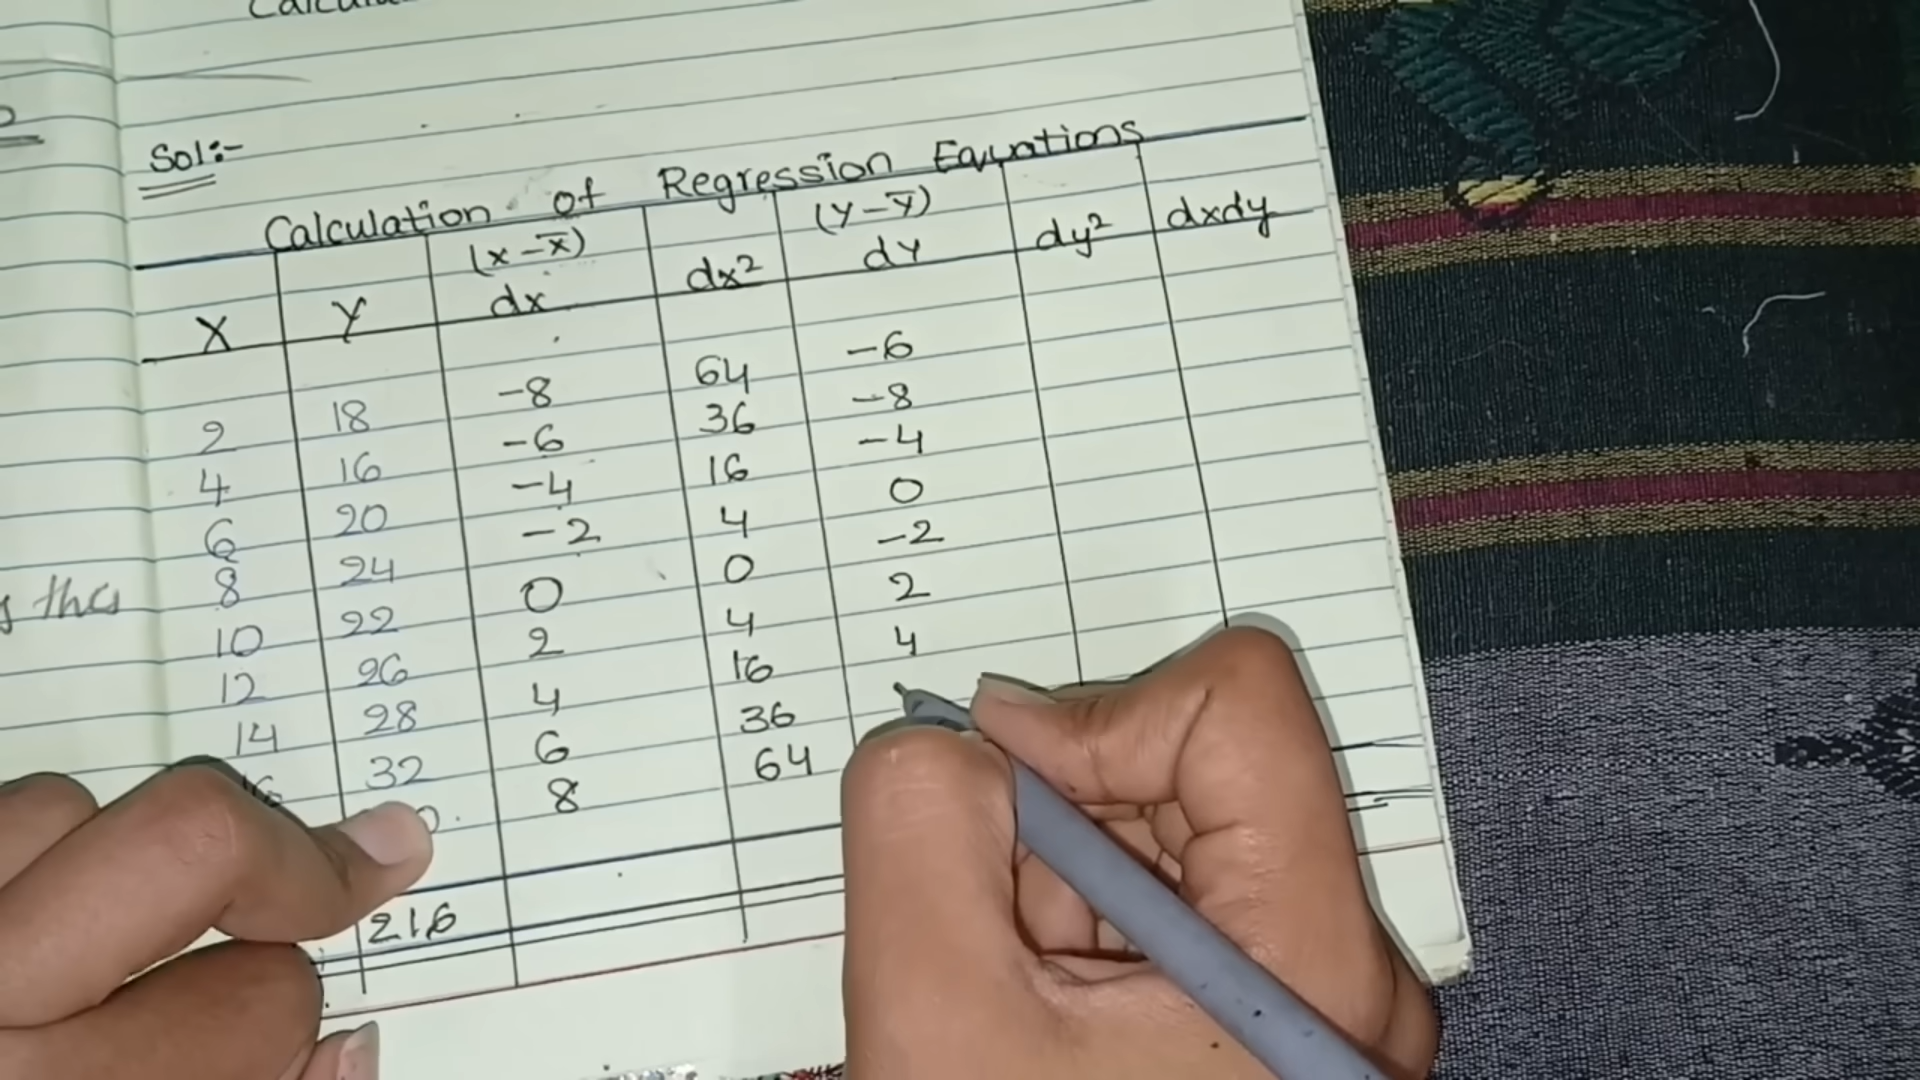 Sol:-
Calculation of Regression Equations
X Y (x-x̅) dx dx² (y-y̅) dy dy² dxdy
2 18 -8 64 -6
4 16 -6 36 -8
6 20 -4 16 -4
8 24 -2 4 0
10 22 0 0 -2
12 26 2 4 2
14 28 4 16 4
16 32 6 36
8 64
216